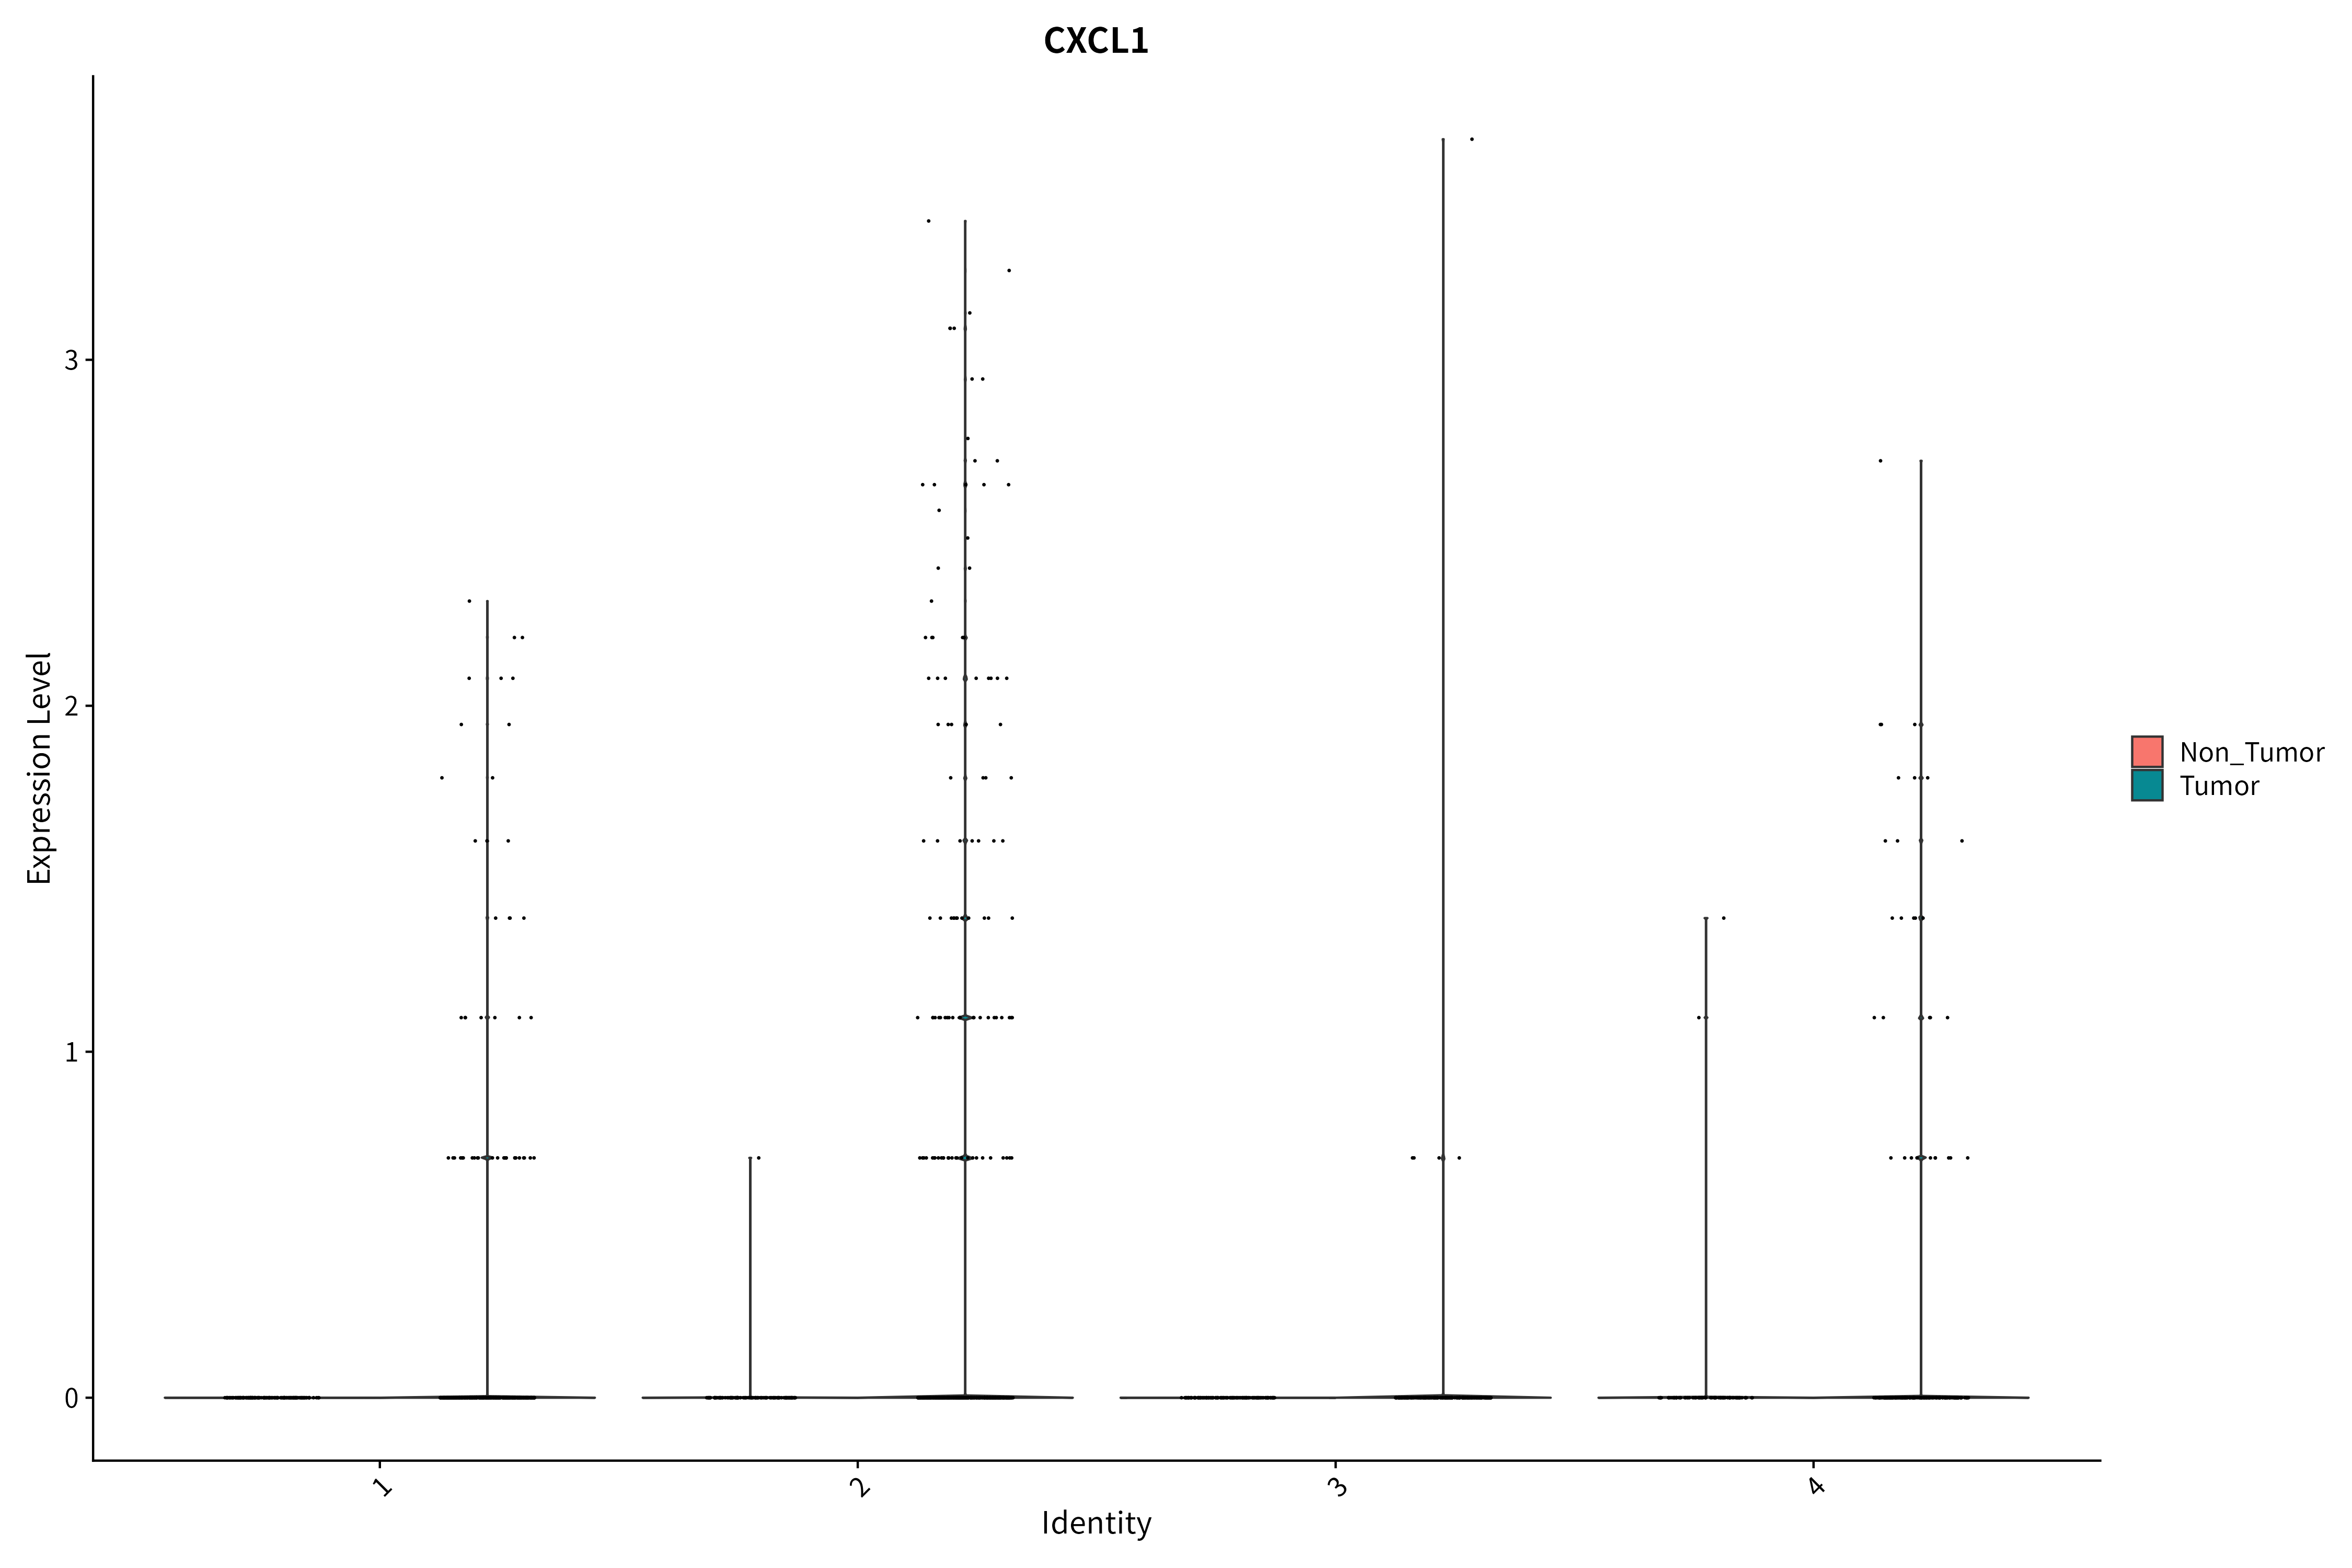 CXCL1
Expression Level
3
2
1
0
1
2
3
4
Identity
Non_Tumor
Tumor